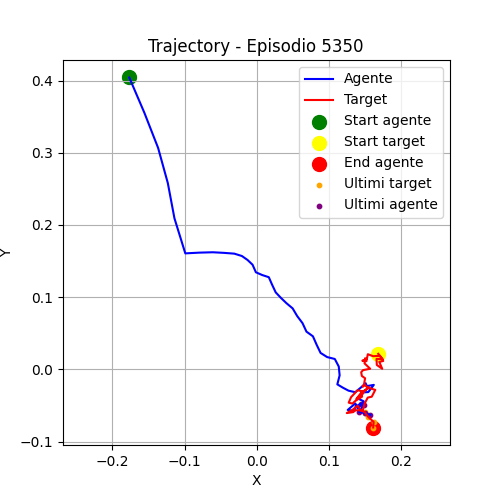 Trajectory - Episodio 5350
Agente
Target
Start agente
Start target
End agente
Ultimi target
Ultimi agente
Y
0.4
0.3
0.2
0.1
0.0
−0.1
−0.2
−0.1
0.0
0.1
0.2
X